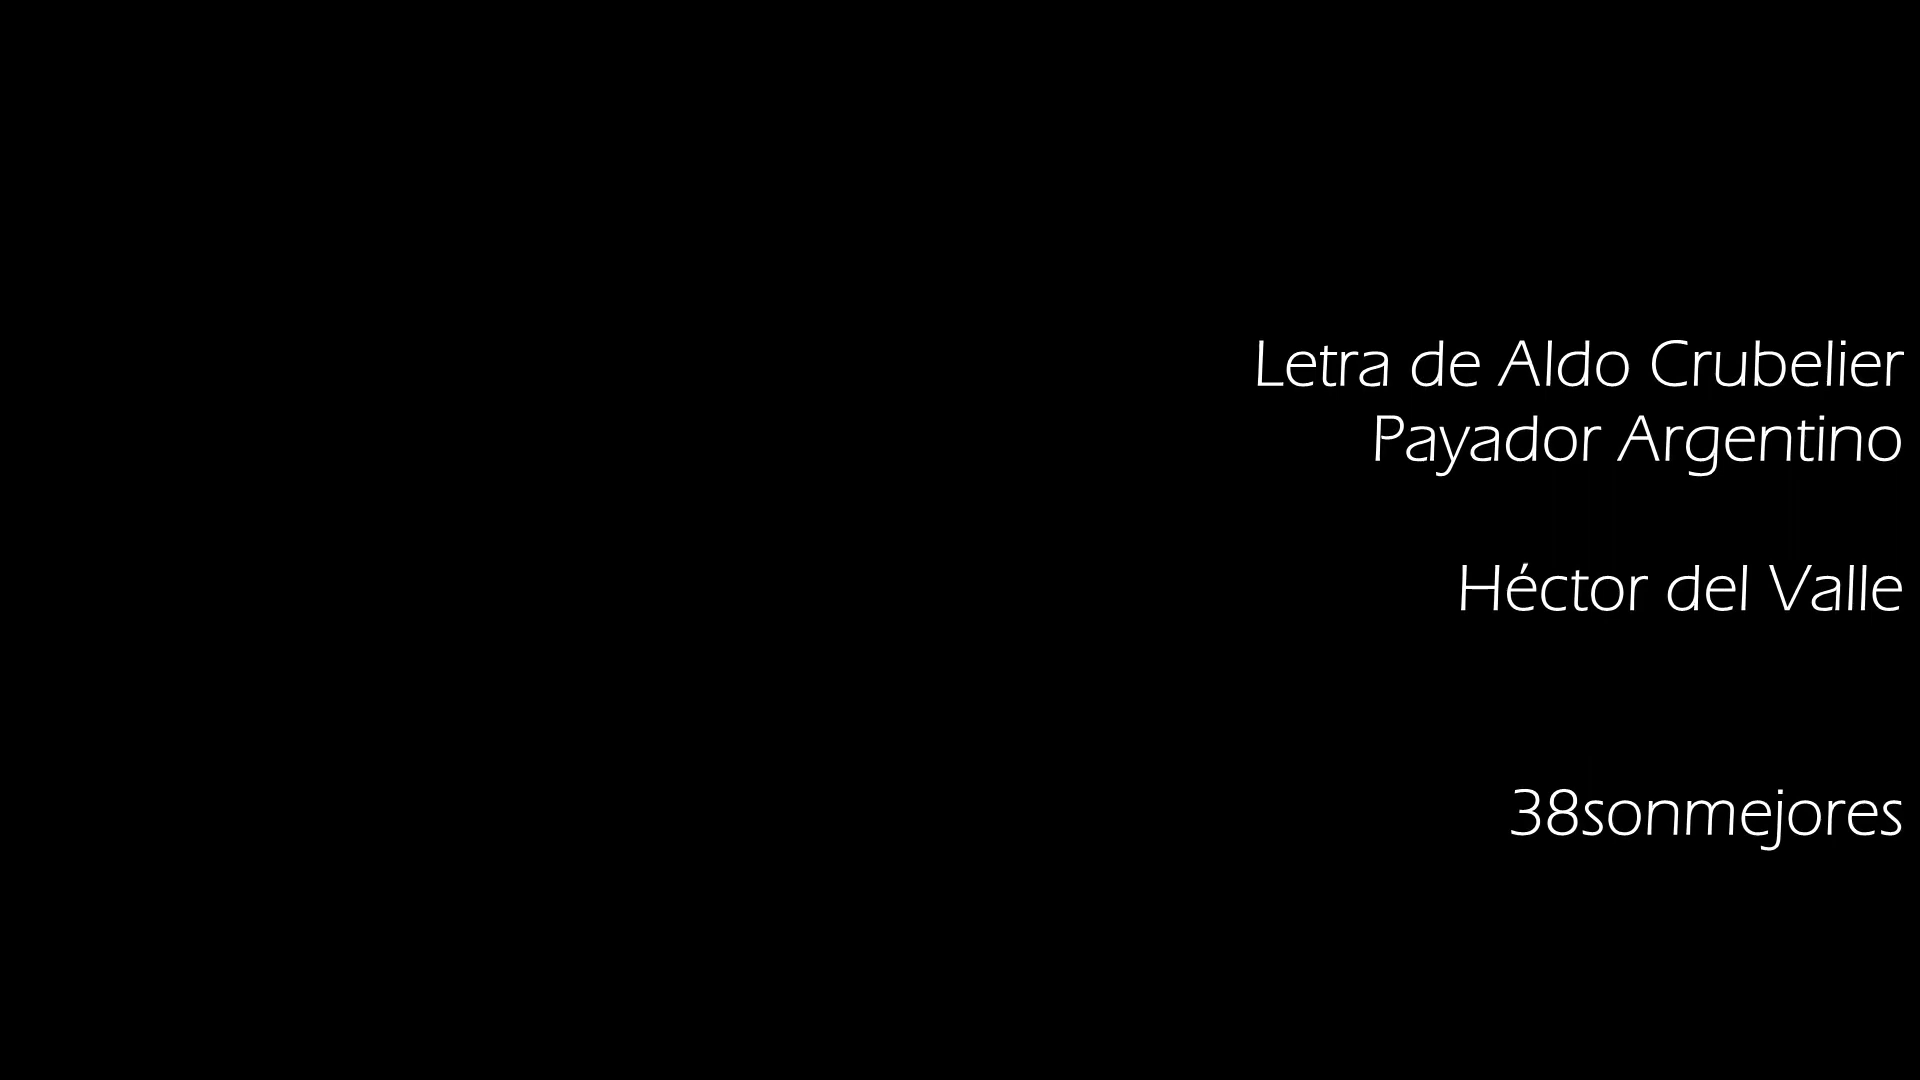 Letra de Aldo Crubelier
Payador Argentino
Héctor del Valle
38sonmejores